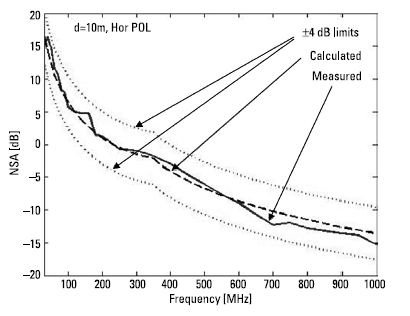 20
15
10
5
0
−5
−10
−15
−20
NSA [dB]
d=10m, Hor POL
±4 dB limits
Calculated
Measured
100 200 300 400 500 600 700 800 900 1000
Frequency [MHz]